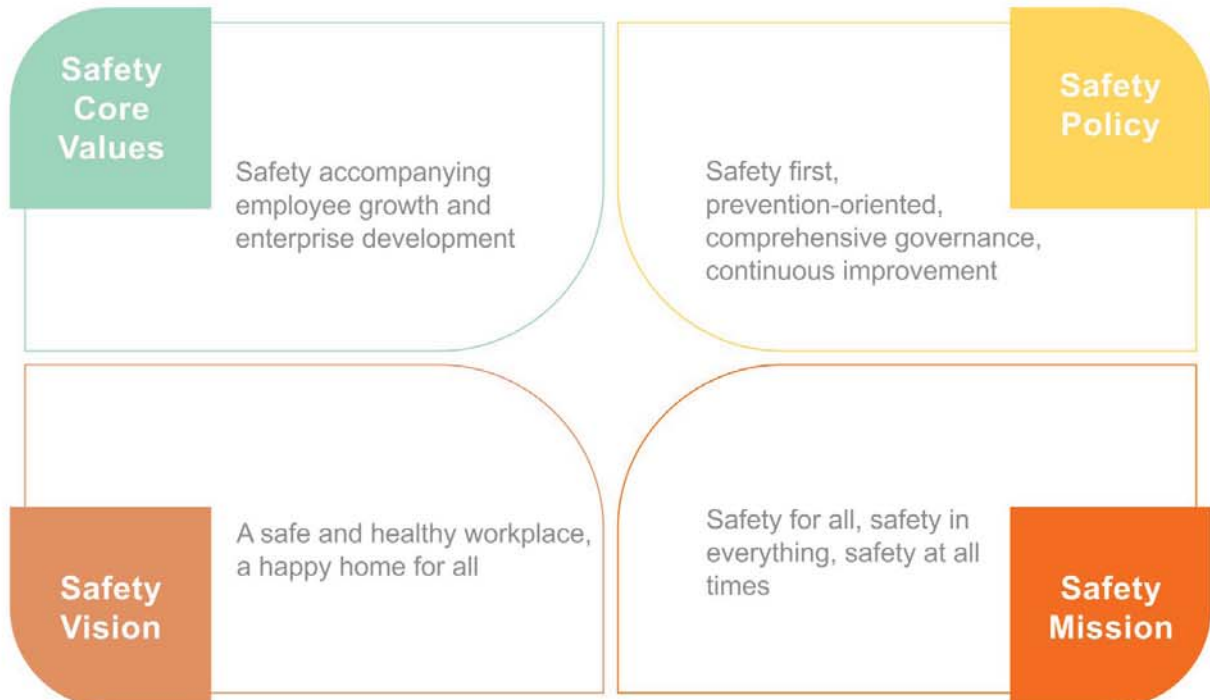 Safety
Core
Values
Safety accompanying
employee growth and
enterprise development
Safety
Policy
Safety first,
prevention-oriented,
comprehensive governance,
continuous improvement
Safety
Vision
A safe and healthy workplace,
a happy home for all
Safety for all, safety in
everything, safety at all
times
Safety
Mission